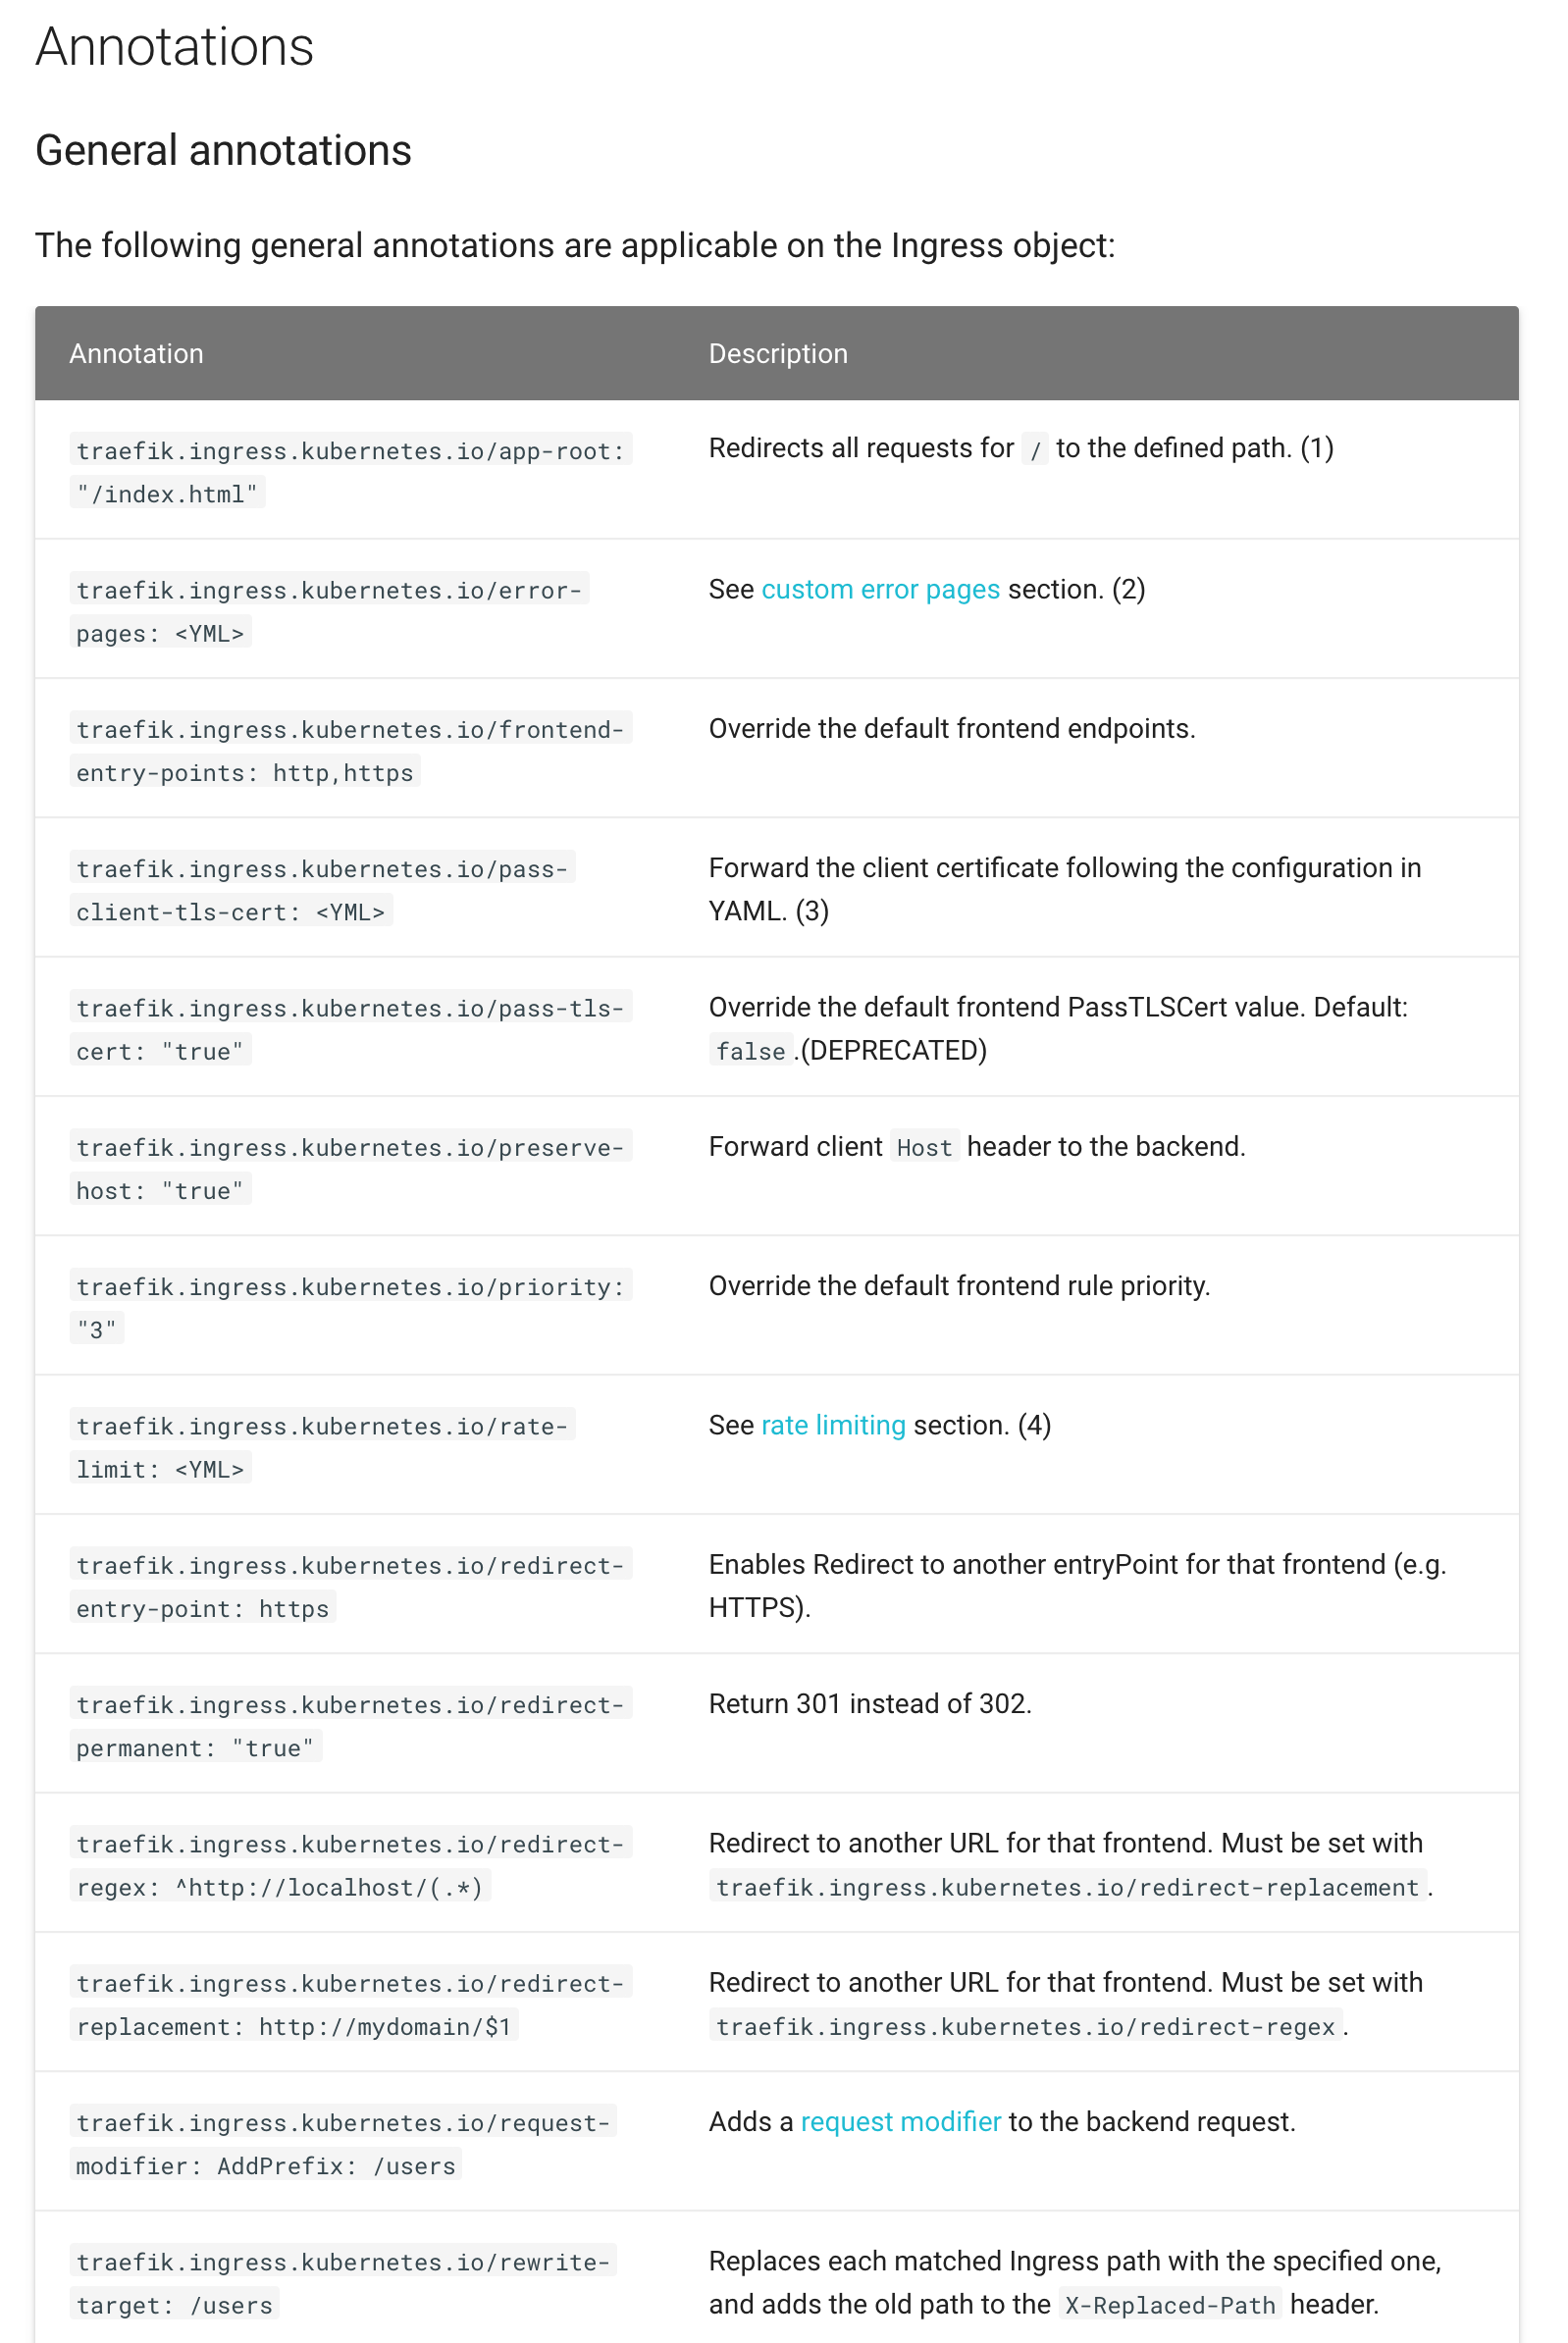 Annotations
General annotations
The following general annotations are applicable on the Ingress object:
Annotation Description
traefik.ingress.kubernetes.io/app-root: Redirects all requests for / to the defined path. (1)
"/index.html"
traefik.ingress.kubernetes.io/error- See custom error pages section. (2)
pages: <YML>
traefik.ingress.kubernetes.io/frontend- Override the default frontend endpoints.
entry-points: http,https
traefik.ingress.kubernetes.io/pass- Forward the client certificate following the configuration in
client-tls-cert: <YML> YAML. (3)
traefik.ingress.kubernetes.io/pass-tls- Override the default frontend PassTLSCert value. Default:
cert: "true" false.(DEPRECATED)
traefik.ingress.kubernetes.io/preserve- Forward client Host header to the backend.
host: "true"
traefik.ingress.kubernetes.io/priority: Override the default frontend rule priority.
"3"
traefik.ingress.kubernetes.io/rate- See rate limiting section. (4)
limit: <YML>
traefik.ingress.kubernetes.io/redirect- Enables Redirect to another entryPoint for that frontend (e.g.
entry-point: https HTTPS).
traefik.ingress.kubernetes.io/redirect- Return 301 instead of 302.
permanent: "true"
traefik.ingress.kubernetes.io/redirect- Redirect to another URL for that frontend. Must be set with
regex: ^http://localhost/(.*) traefik.ingress.kubernetes.io/redirect-replacement.
traefik.ingress.kubernetes.io/redirect- Redirect to another URL for that frontend. Must be set with
replacement: http://mydomain/$1 traefik.ingress.kubernetes.io/redirect-regex.
traefik.ingress.kubernetes.io/request- Adds a request modifier to the backend request.
modifier: AddPrefix: /users
traefik.ingress.kubernetes.io/rewrite- Replaces each matched Ingress path with the specified one,
target: /users and adds the old path to the X-Replaced-Path header.